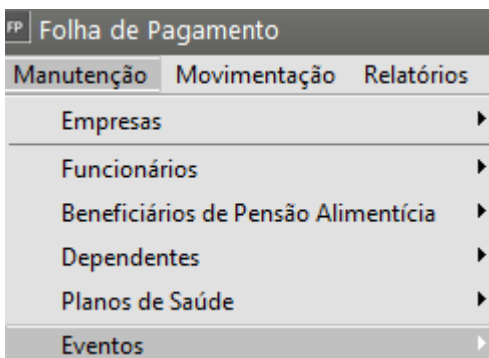 FP Folha de Pagamento
Manutenção Movimentação Relatórios
Empresas
Funcionários
Beneficiários de Pensão Alimentícia
Dependentes
Planos de Saúde
Eventos